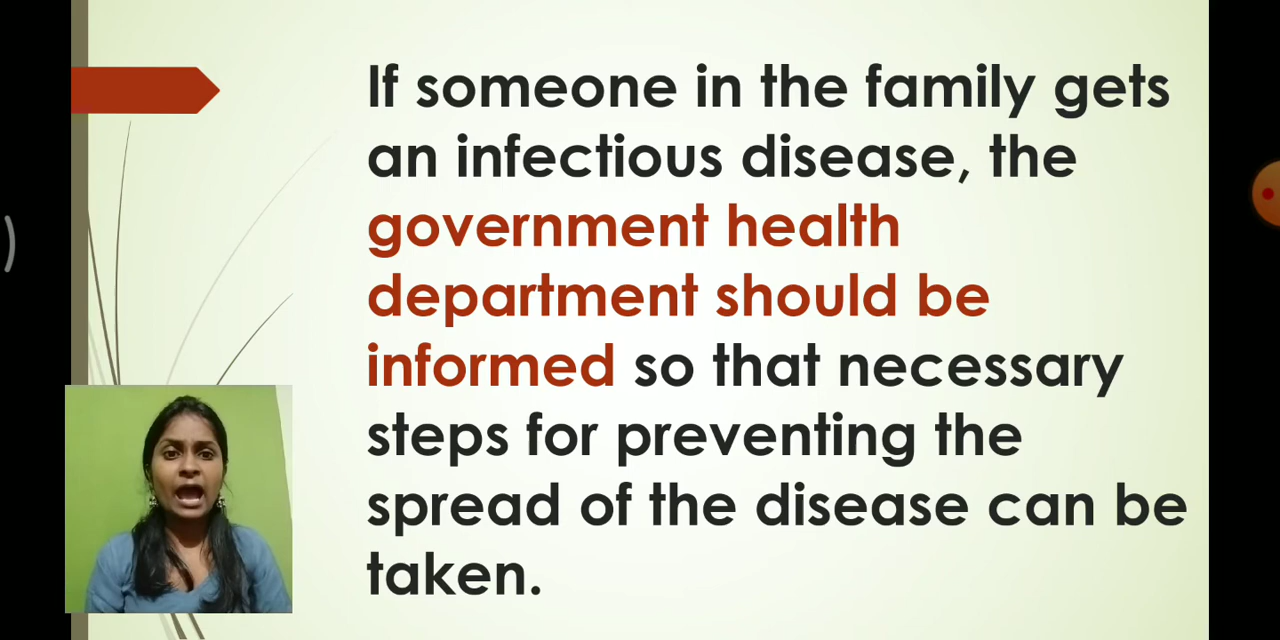 If someone in the family gets
an infectious disease, the
government health
department should be
informed so that necessary
steps for preventing the
spread of the disease can be
taken.